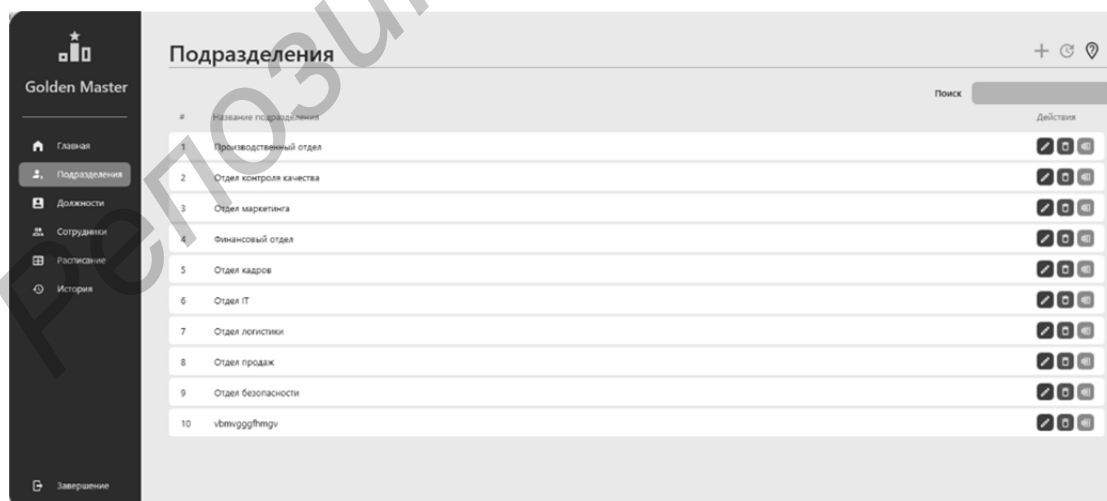 Golden Master
Главная
Подразделения
Должности
Сотрудники
Расписание
История
Завершение
Подразделения
Поиск
# Название подразделения Действия
1 Производственный отдел
2 Отдел контроля качества
3 Отдел маркетинга
4 Финансовый отдел
5 Отдел кадров
6 Отдел IT
7 Отдел логистики
8 Отдел продаж
9 Отдел безопасности
10 vbmvgggfhmgv